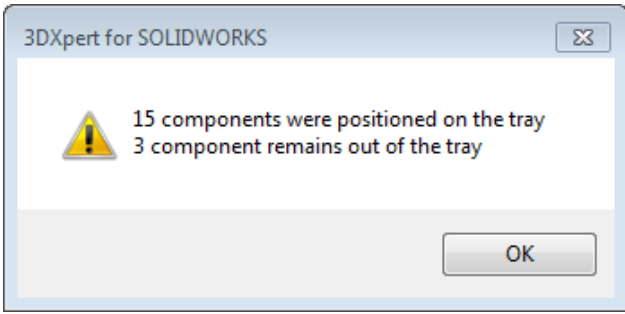 3DXpert for SOLIDWORKS
15 components were positioned on the tray
3 component remains out of the tray
OK